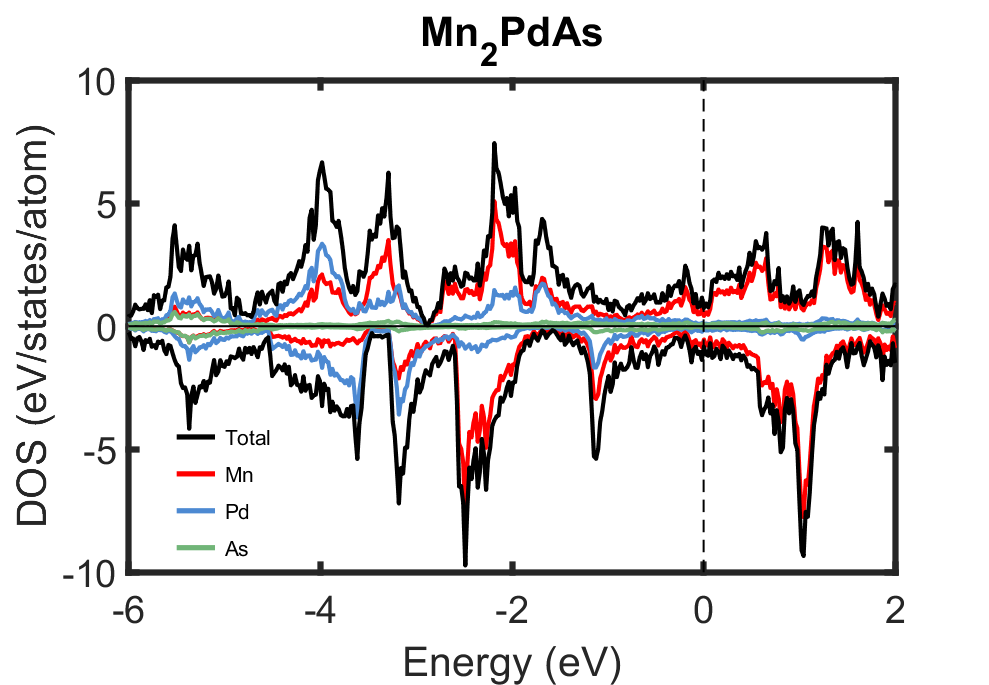 Mn₂PdAs
DOS (eV/states/atom)
10
5
0
-5
-10
Total
Mn
Pd
As
-6 -4 -2 0 2
Energy (eV)